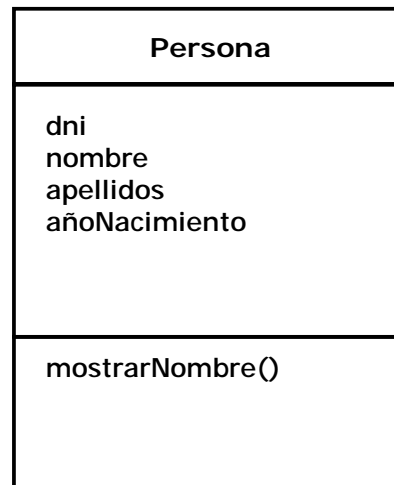 Persona
dni
nombre
apellidos
añoNacimiento
mostrarNombre()